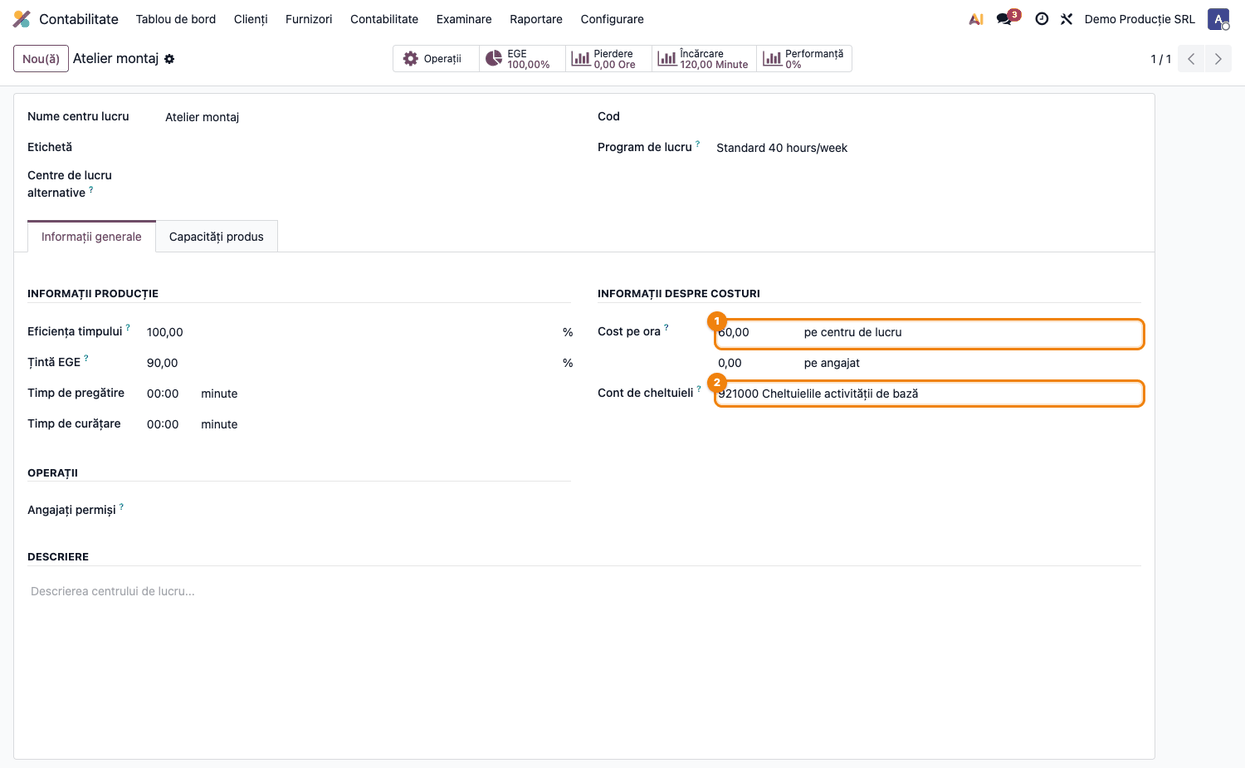 Contabilitate Tablou de bord Clienți Furnizori Contabilitate Examinare Raportare Configurare AI 3 Demo Producție SRL A
Nou(ă) Atelier montaj Operații EGE 100,00% Pierdere 0,00 Ore Încărcare 120,00 Minute Performanță 0% 1 / 1
Nume centru lucru Atelier montaj Cod
Etichetă Program de lucru ? Standard 40 hours/week
Centre de lucru
alternative ?
Informații generale Capacități produs
INFORMAȚII PRODUCȚIE INFORMAȚII DESPRE COSTURI
Eficiența timpului ? 100,00 % Cost pe ora ? 1 60,00 pe centru de lucru
Țintă EGE ? 90,00 % 0,00 pe angajat
Timp de pregătire 00:00 minute Cont de cheltuieli ? 2 921000 Cheltuielile activității de bază
Timp de curățare 00:00 minute
OPERAȚII
Angajați permiși ?
DESCRIERE
Descrierea centrului de lucru...